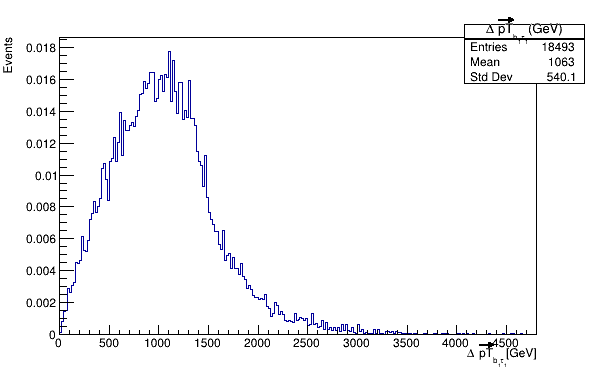 Δ pT b₁τ₁ (GeV)
Entries 18493
Mean 1063
Std Dev 540.1
Events
0.018
0.016
0.014
0.012
0.01
0.008
0.006
0.004
0.002
0
0 500 1000 1500 2000 2500 3000 3500 4000 4500
Δ pT b₁τ₁ [GeV]